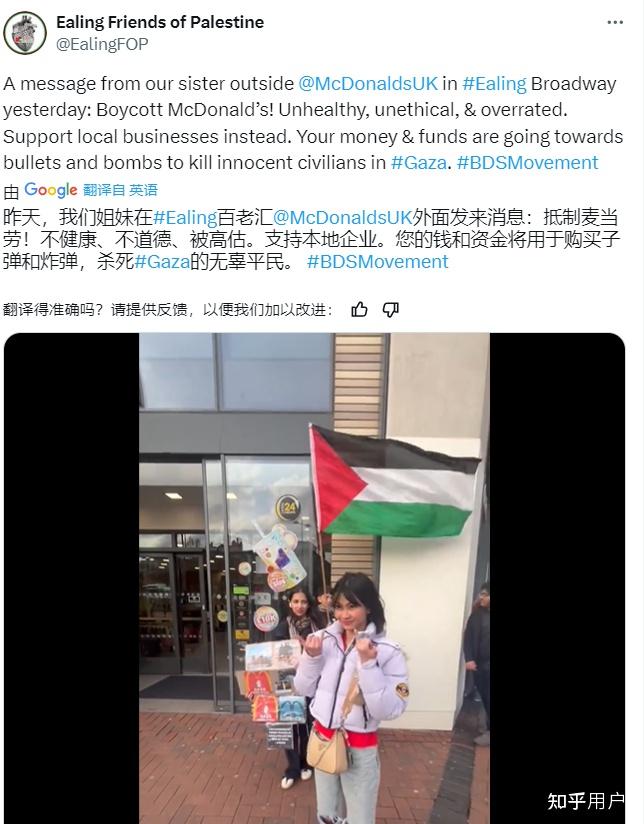 Ealing Friends of Palestine
@EalingFOP
A message from our sister outside @McDonaldsUK in #Ealing Broadway
yesterday: Boycott McDonald's! Unhealthy, unethical, & overrated.
Support local businesses instead. Your money & funds are going towards
bullets and bombs to kill innocent civilians in #Gaza. #BDSMovement
由 Google 翻译自 英语
昨天，我们姐妹在#Ealing百老汇@McDonaldsUK外面发来消息：抵制麦当
劳！不健康、不道德、被高估。支持本地企业。您的钱和资金将用于购买子
弹和炸弹，杀死#Gaza的无辜平民。 #BDSMovement
翻译得准确吗？请提供反馈，以便我们加以改进：
24
知乎用户